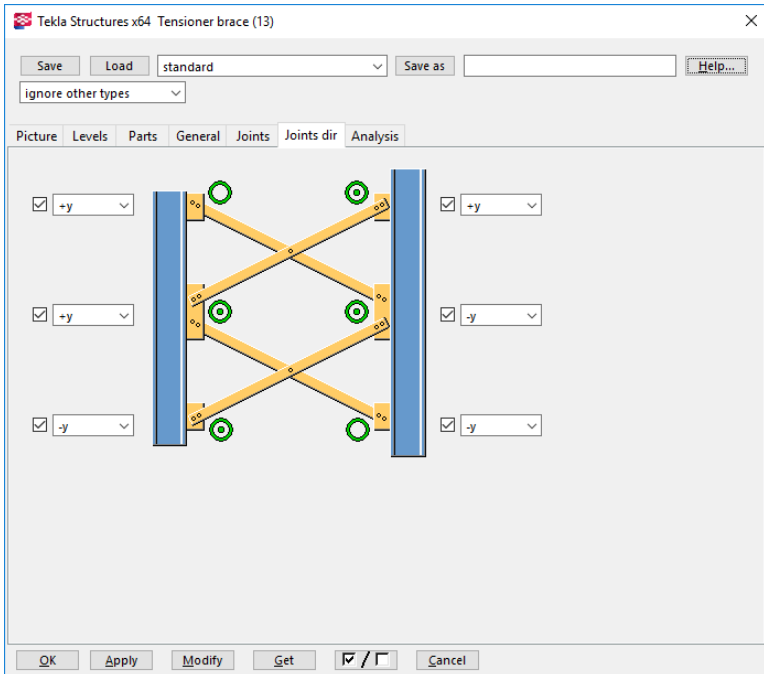 Tekla Structures x64 Tensioner brace (13)
Save Load standard Save as Help...
ignore other types
Picture Levels Parts General Joints Joints dir Analysis
+y +y
+y -y
-y -y
OK Apply Modify Get / Cancel